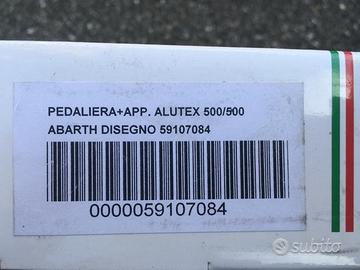 PEDALIERA+APP. ALUTEX 500/500
ABARTH DISEGNO 59107084
0000059107084
subito